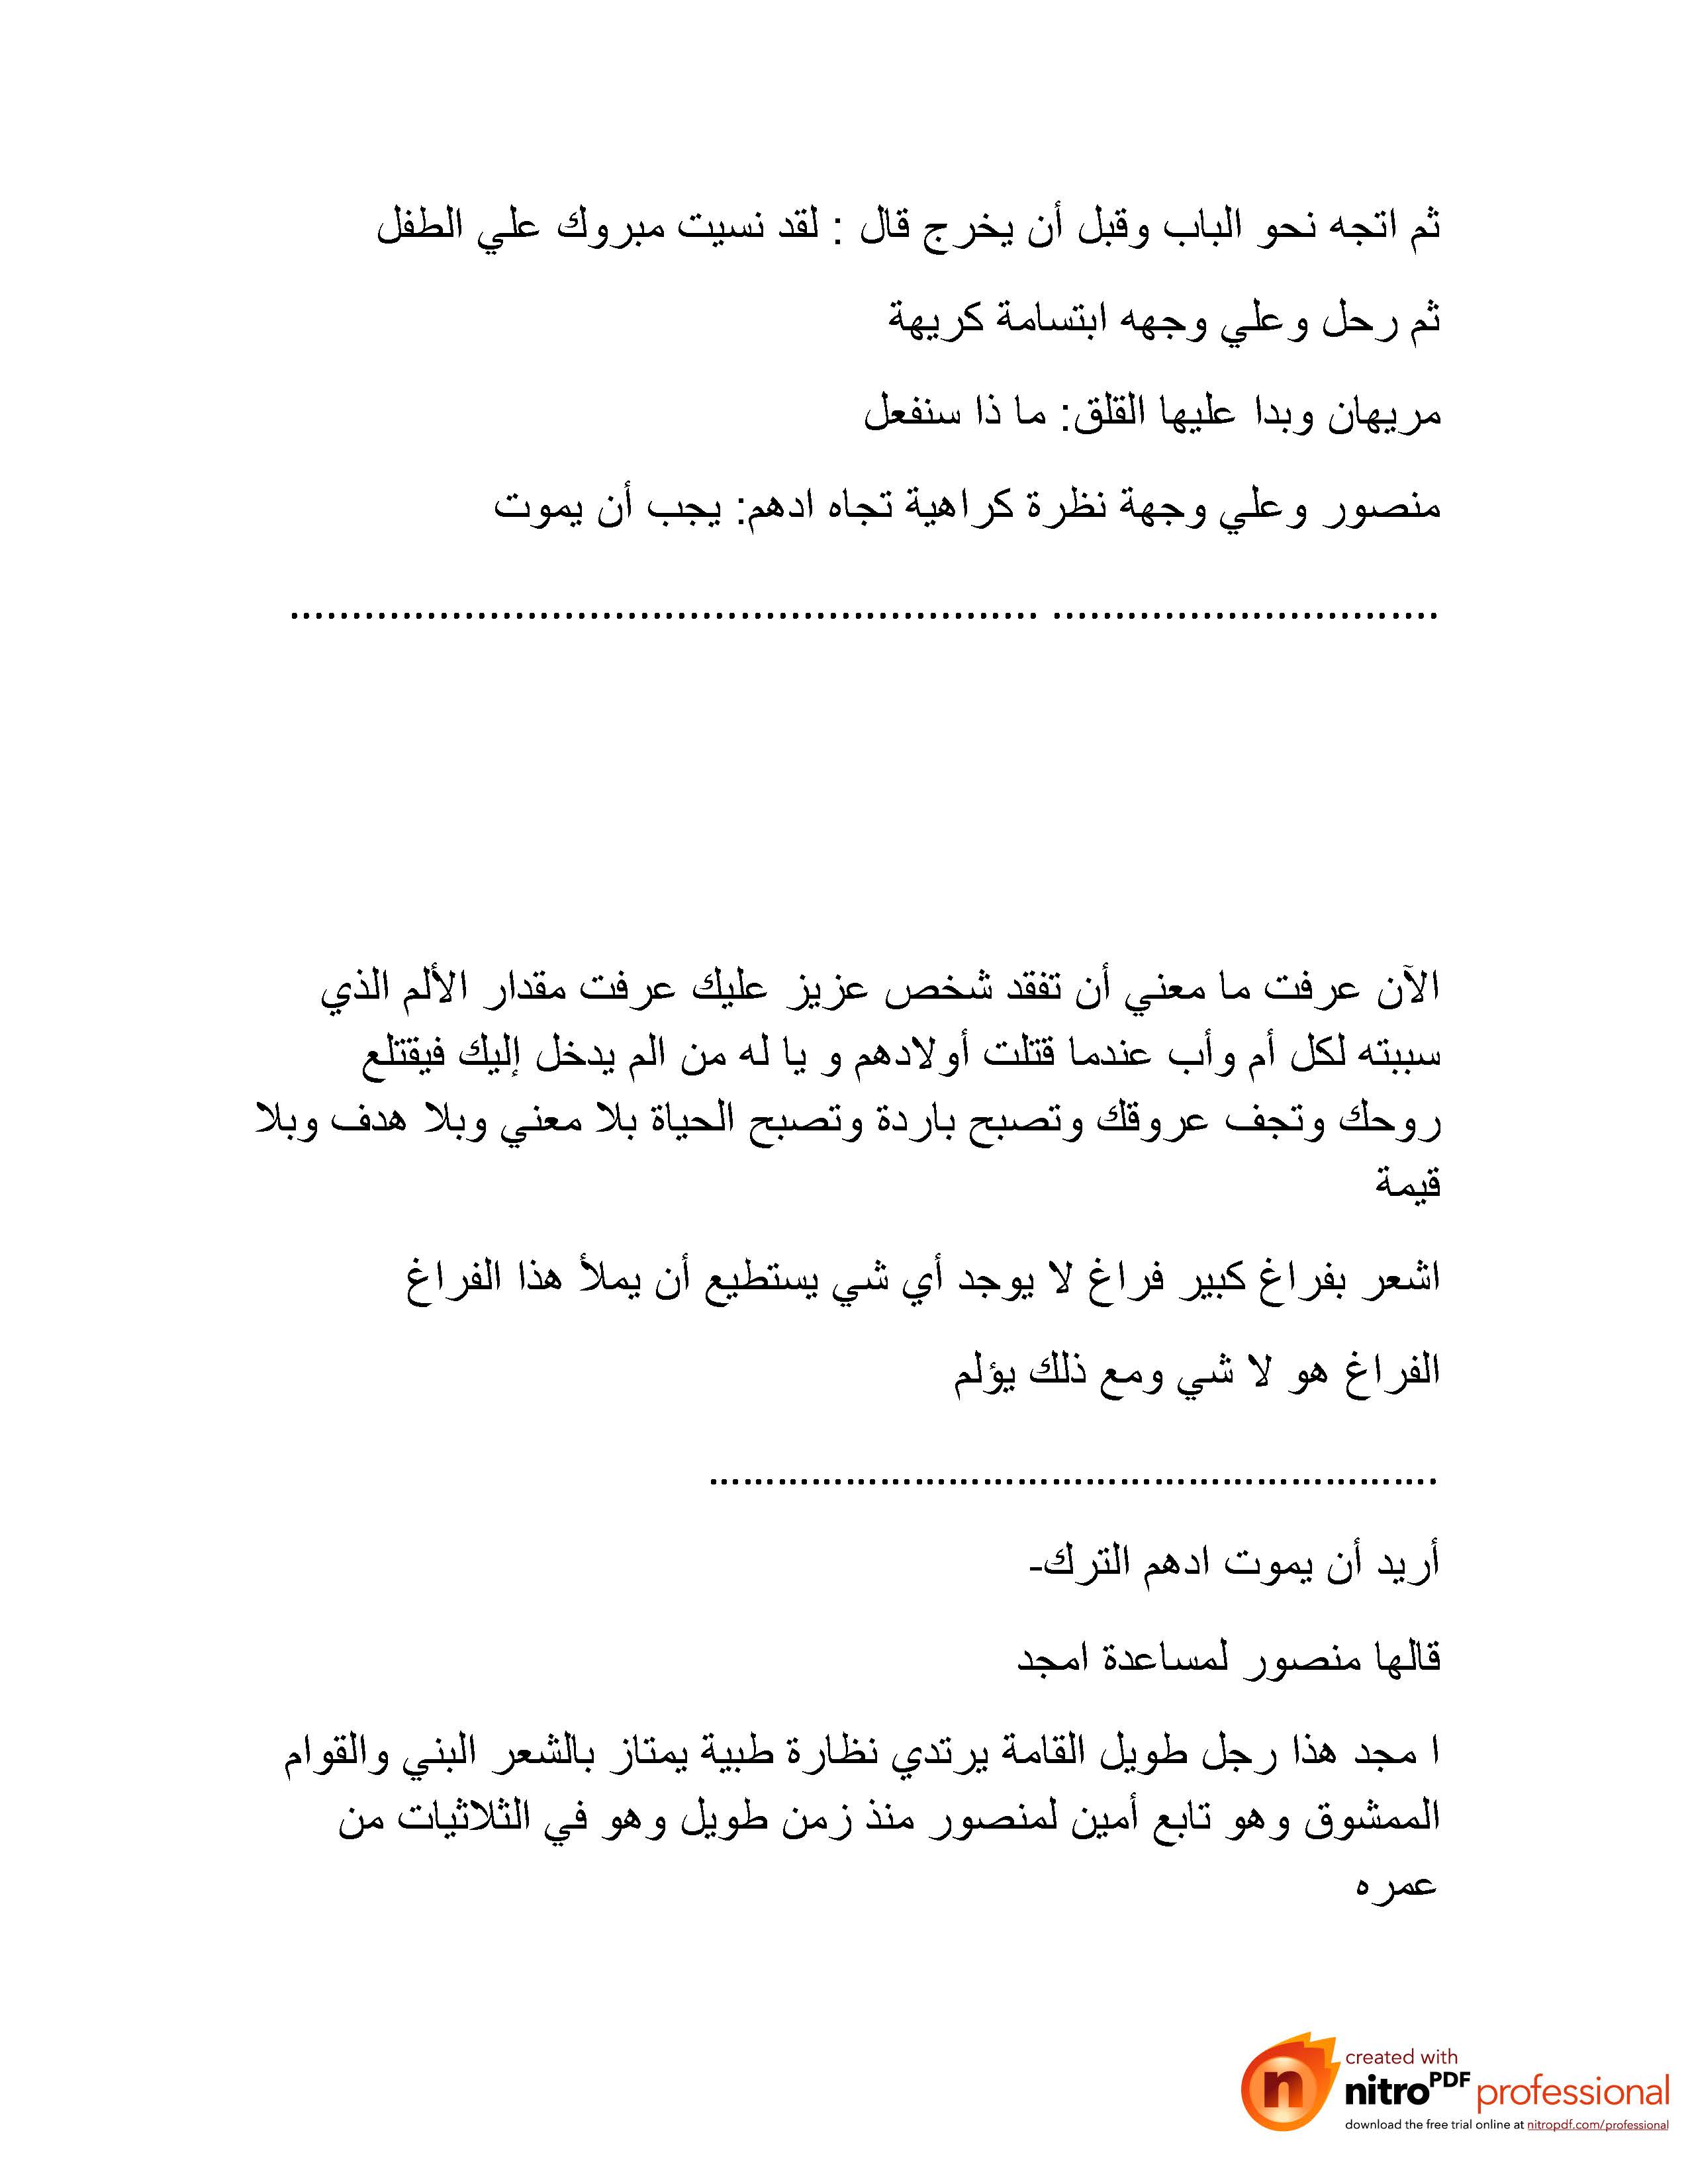 ثم اتجه نحو الباب وقبل أن يخرج قال : لقد نسيت مبروك علي الطفل
ثم رحل وعلي وجهه ابتسامة كريهة
مريهان وبدا عليها القلق: ما ذا سنفعل
منصور وعلي وجهة نظرة كراهية تجاه ادهم: يجب أن يموت
............................... ............................................................
الآن عرفت ما معني أن تفقد شخص عزيز عليك عرفت مقدار الألم الذي
سببته لكل أم وأب عندما قتلت أولادهم و يا له من الم يدخل إليك فيقتلع
روحك وتجف عروقك وتصبح باردة وتصبح الحياة بلا معني وبلا هدف وبلا
قيمة
اشعر بفراغ كبير فراغ لا يوجد أي شي يستطيع أن يملأ هذا الفراغ
الفراغ هو لا شي ومع ذلك يؤلم
................................................................
أريد أن يموت ادهم الترك-
قالها منصور لمساعدة امجد
ا مجد هذا رجل طويل القامة يرتدي نظارة طبية يمتاز بالشعر البني والقوام
الممشوق وهو تابع أمين لمنصور منذ زمن طويل وهو في الثلاثيات من
عمره
created with
n nitroPDF professional
download the free trial online at nitropdf.com/professional